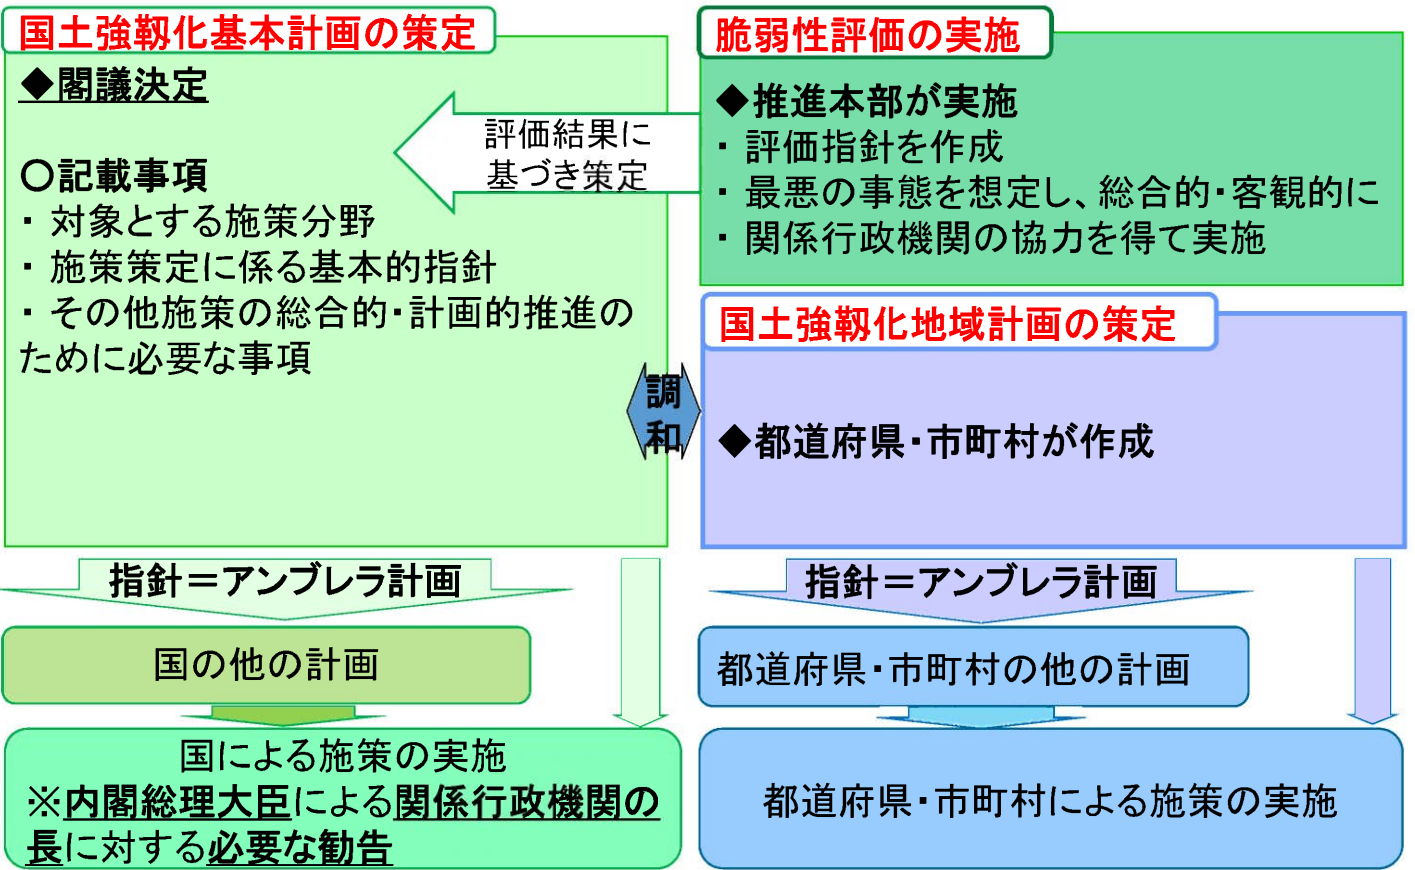 国土強靱化基本計画の策定
◆閣議決定
〇記載事項
・ 対象とする施策分野
・ 施策策定に係る基本的指針
・ その他施策の総合的・計画的推進の
ために必要な事項
評価結果に
基づき策定
脆弱性評価の実施
◆推進本部が実施
・ 評価指針を作成
・ 最悪の事態を想定し、総合的・客観的に
・ 関係行政機関の協力を得て実施
国土強靱化地域計画の策定
◆都道府県・市町村が作成
調
和
指針＝アンブレラ計画
国の他の計画
国による施策の実施
※内閣総理大臣による関係行政機関の
長に対する必要な勧告
指針＝アンブレラ計画
都道府県・市町村の他の計画
都道府県・市町村による施策の実施